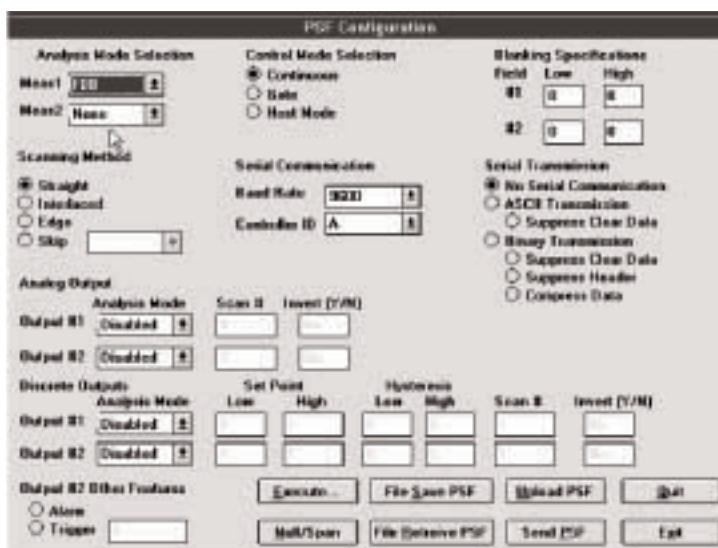 PSF Configuration
Analysis Mode Selection
Meas1
Meas2 None
Control Mode Selection
Continuous
Gate
Host Mode
Blanking Specifications
Field Low High
#1 0 0
#2 0 0
Scanning Method
Straight
Interlaced
Edge
Skip
Serial Communication
Baud Rate 9600
Controller ID A
Serial Transmission
No Serial Communication
ASCII Transmission
Suppress Clear Data
Binary Transmission
Suppress Clear Data
Suppress Header
Compress Data
Analog Output
Analysis Mode Scan # Invert (Y/N)
Output #1 Disabled
Output #2 Disabled
Discrete Outputs
Set Point Hysteresis
Analysis Mode Low High Low High Scan # Invert (Y/N)
Output #1 Disabled
Output #2 Disabled
Output #2 Other Features
Alarm
Trigger
Execute... File Save PSF Upload PSF Quit
Null/Span File Retrieve PSF Send PSF Exit